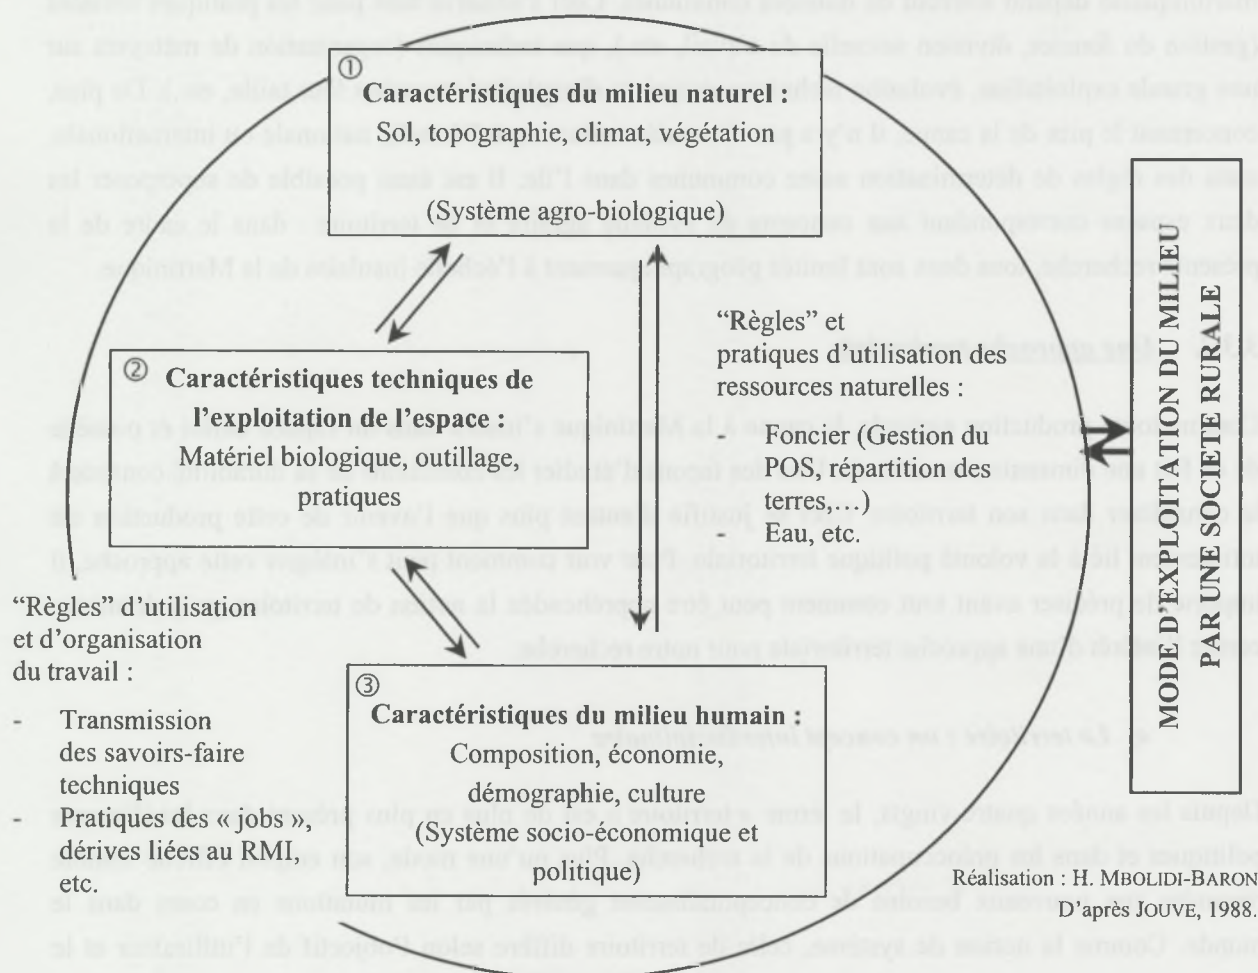 ①
Caractéristiques du milieu naturel :
Sol, topographie, climat, végétation
(Système agro-biologique)
②
Caractéristiques techniques de
l'exploitation de l'espace :
Matériel biologique, outillage,
pratiques
“Règles” et
pratiques d'utilisation des
ressources naturelles :
- Foncier (Gestion du
POS, répartition des
terres,…)
- Eau, etc.
MODE D'EXPLOITATION DU MILIEU
PAR UNE SOCIETE RURALE
“Règles” d'utilisation
et d'organisation
du travail :
- Transmission
des savoirs-faire
techniques
- Pratiques des « jobs »,
dérives liées au RMI,
etc.
③
Caractéristiques du milieu humain :
Composition, économie,
démographie, culture
(Système socio-économique et
politique)
Réalisation : H. MBOLIDI-BARON
D'après JOUVE, 1988.